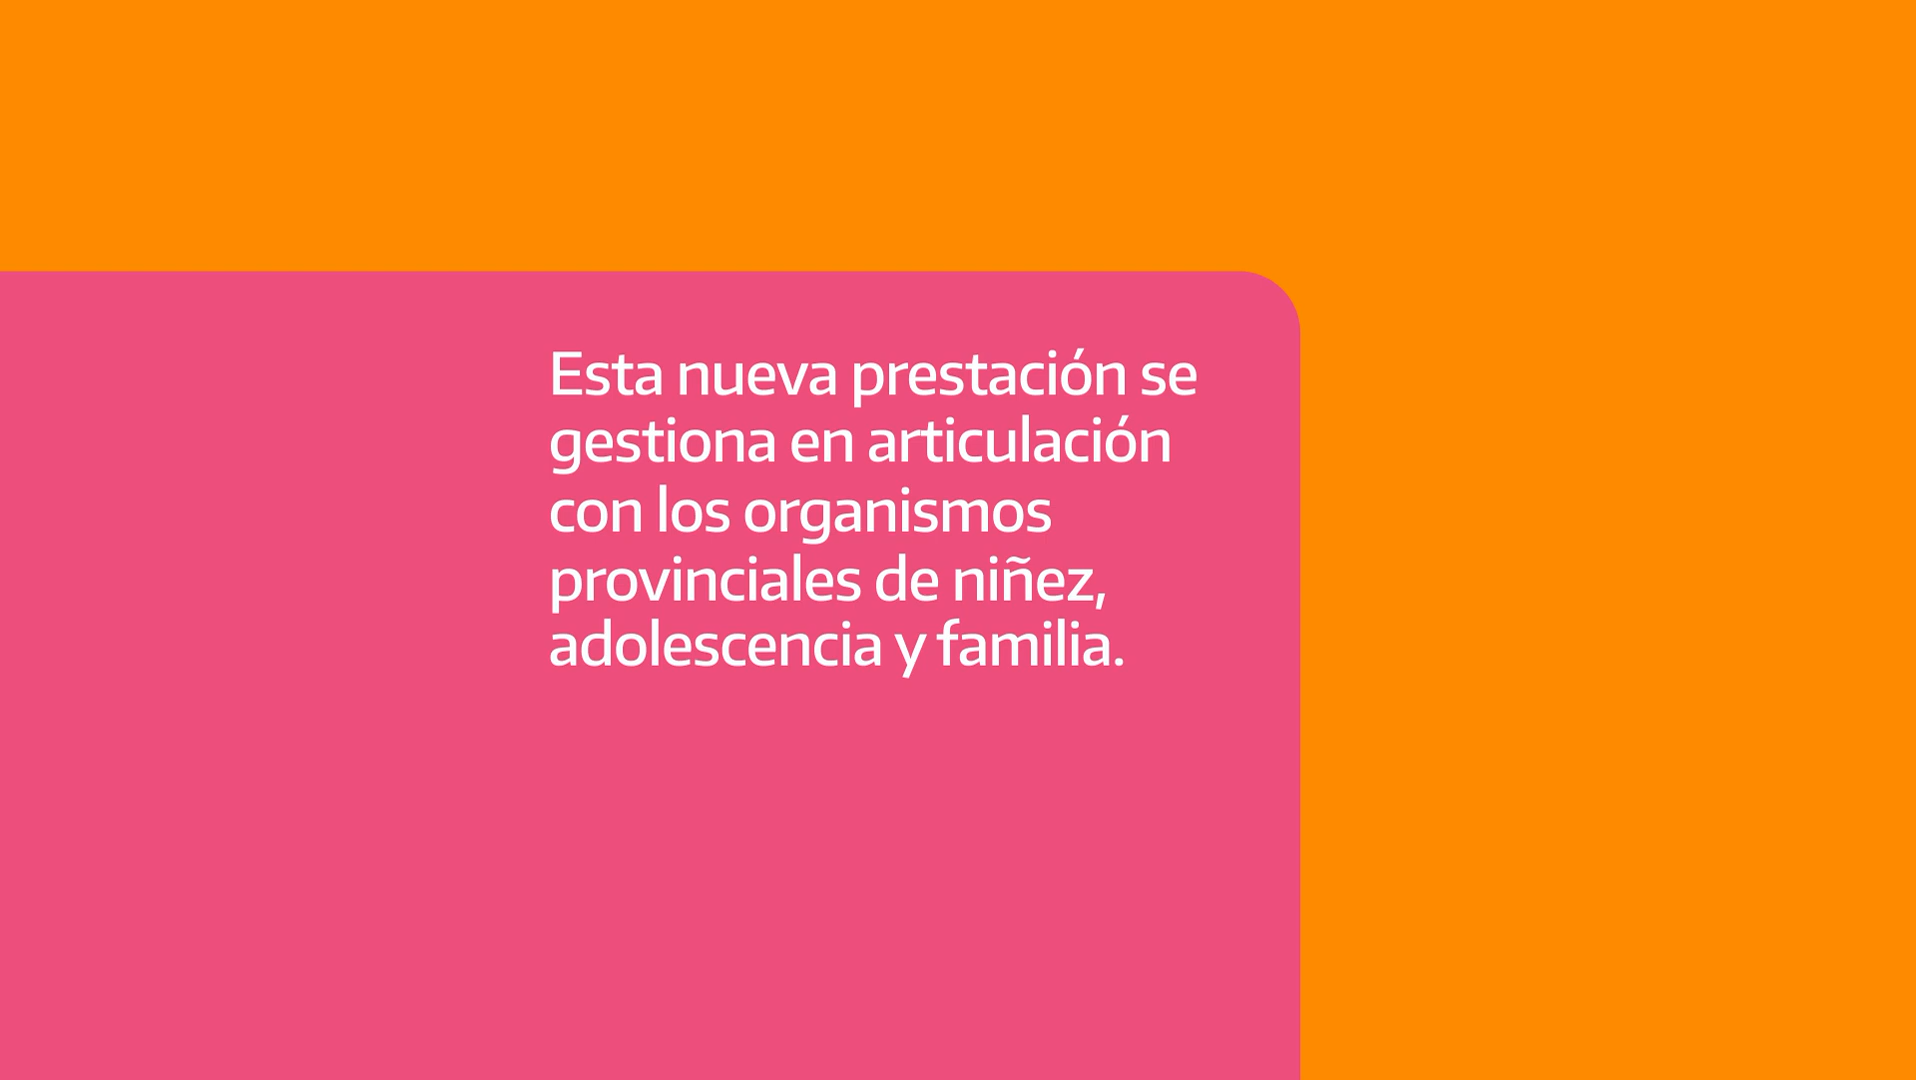 Esta nueva prestación se
gestiona en articulación
con los organismos
provinciales de niñez,
adolescencia y familia.